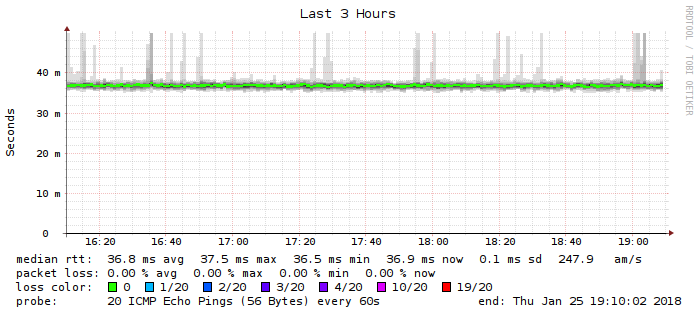 Last 3 Hours
RRDTOOL / TOBI OETIKER
Seconds
40 m
30 m
20 m
10 m
0
16:20 16:40 17:00 17:20 17:40 18:00 18:20 18:40 19:00
median rtt: 36.8 ms avg 37.5 ms max 36.5 ms min 36.9 ms now 0.1 ms sd 247.9 am/s
packet loss: 0.00 % avg 0.00 % max 0.00 % min 0.00 % now
loss color: 0 1/20 2/20 3/20 4/20 10/20 19/20
probe: 20 ICMP Echo Pings (56 Bytes) every 60s end: Thu Jan 25 19:10:02 2018